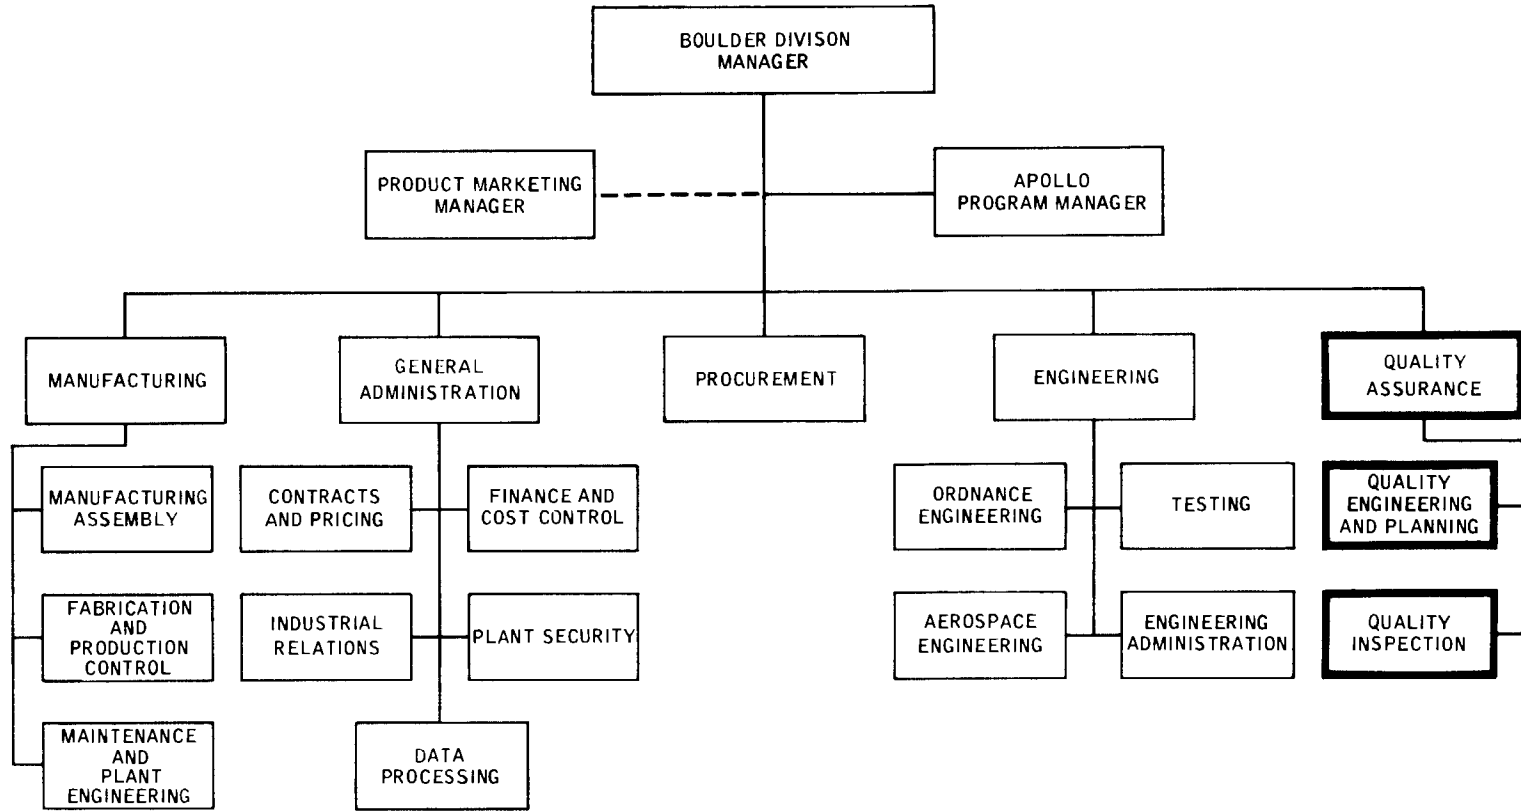 BOULDER DIVISON
MANAGER
PRODUCT MARKETING
MANAGER
APOLLO
PROGRAM MANAGER
MANUFACTURING
GENERAL
ADMINISTRATION
PROCUREMENT
ENGINEERING
QUALITY
ASSURANCE
MANUFACTURING
ASSEMBLY
CONTRACTS
AND PRICING
FINANCE AND
COST CONTROL
ORDNANCE
ENGINEERING
TESTING
QUALITY
ENGINEERING
AND PLANNING
FABRICATION
AND
PRODUCTION
CONTROL
INDUSTRIAL
RELATIONS
PLANT SECURITY
AEROSPACE
ENGINEERING
ENGINEERING
ADMINISTRATION
QUALITY
INSPECTION
MAINTENANCE
AND
PLANT
ENGINEERING
DATA
PROCESSING